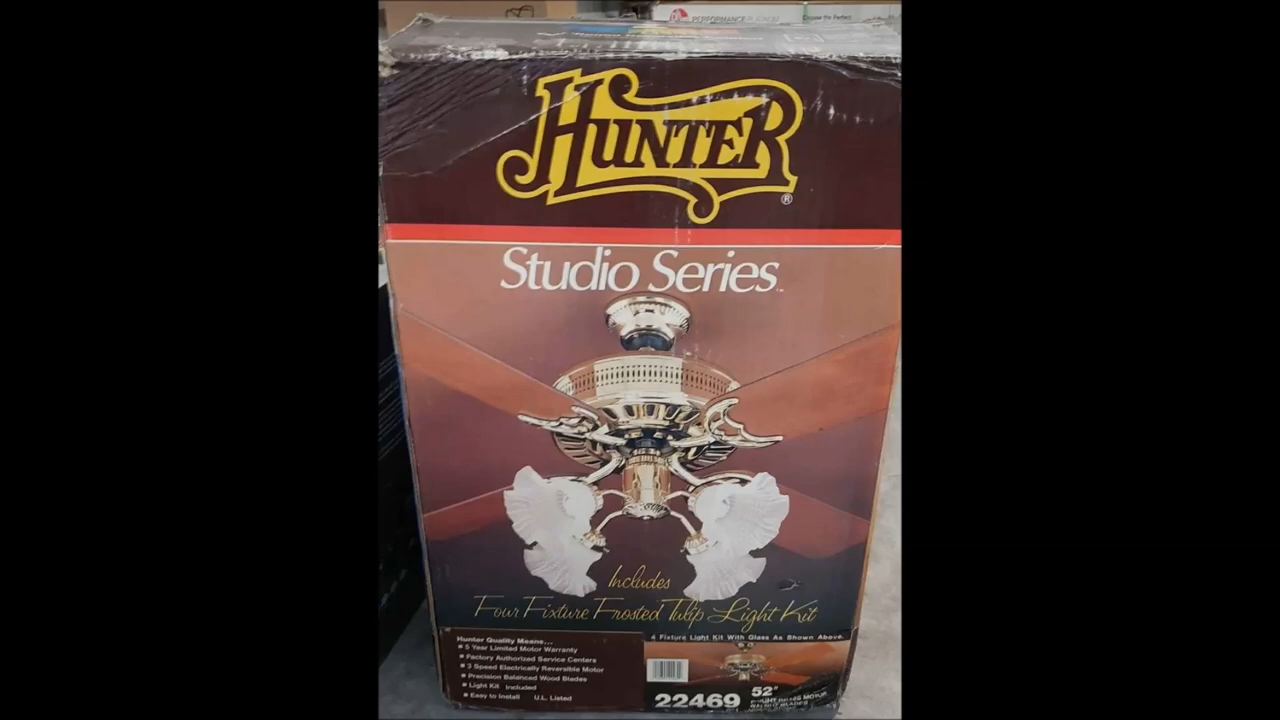 PERFORMANCE PLATINUM
HUNTER®
Studio Series
Includes
Four Fixture Frosted Tulip Light Kit
4 Fixture Light Kit With Glass As Shown Above.
Hunter Quality Means...
5 Year Limited Motor Warranty
Factory Authorized Service Centers
3 Speed Electrically Reversible Motor
Precision Balanced Wood Blades
Light Kit Included
Easy to Install U.L. Listed
22469
52"